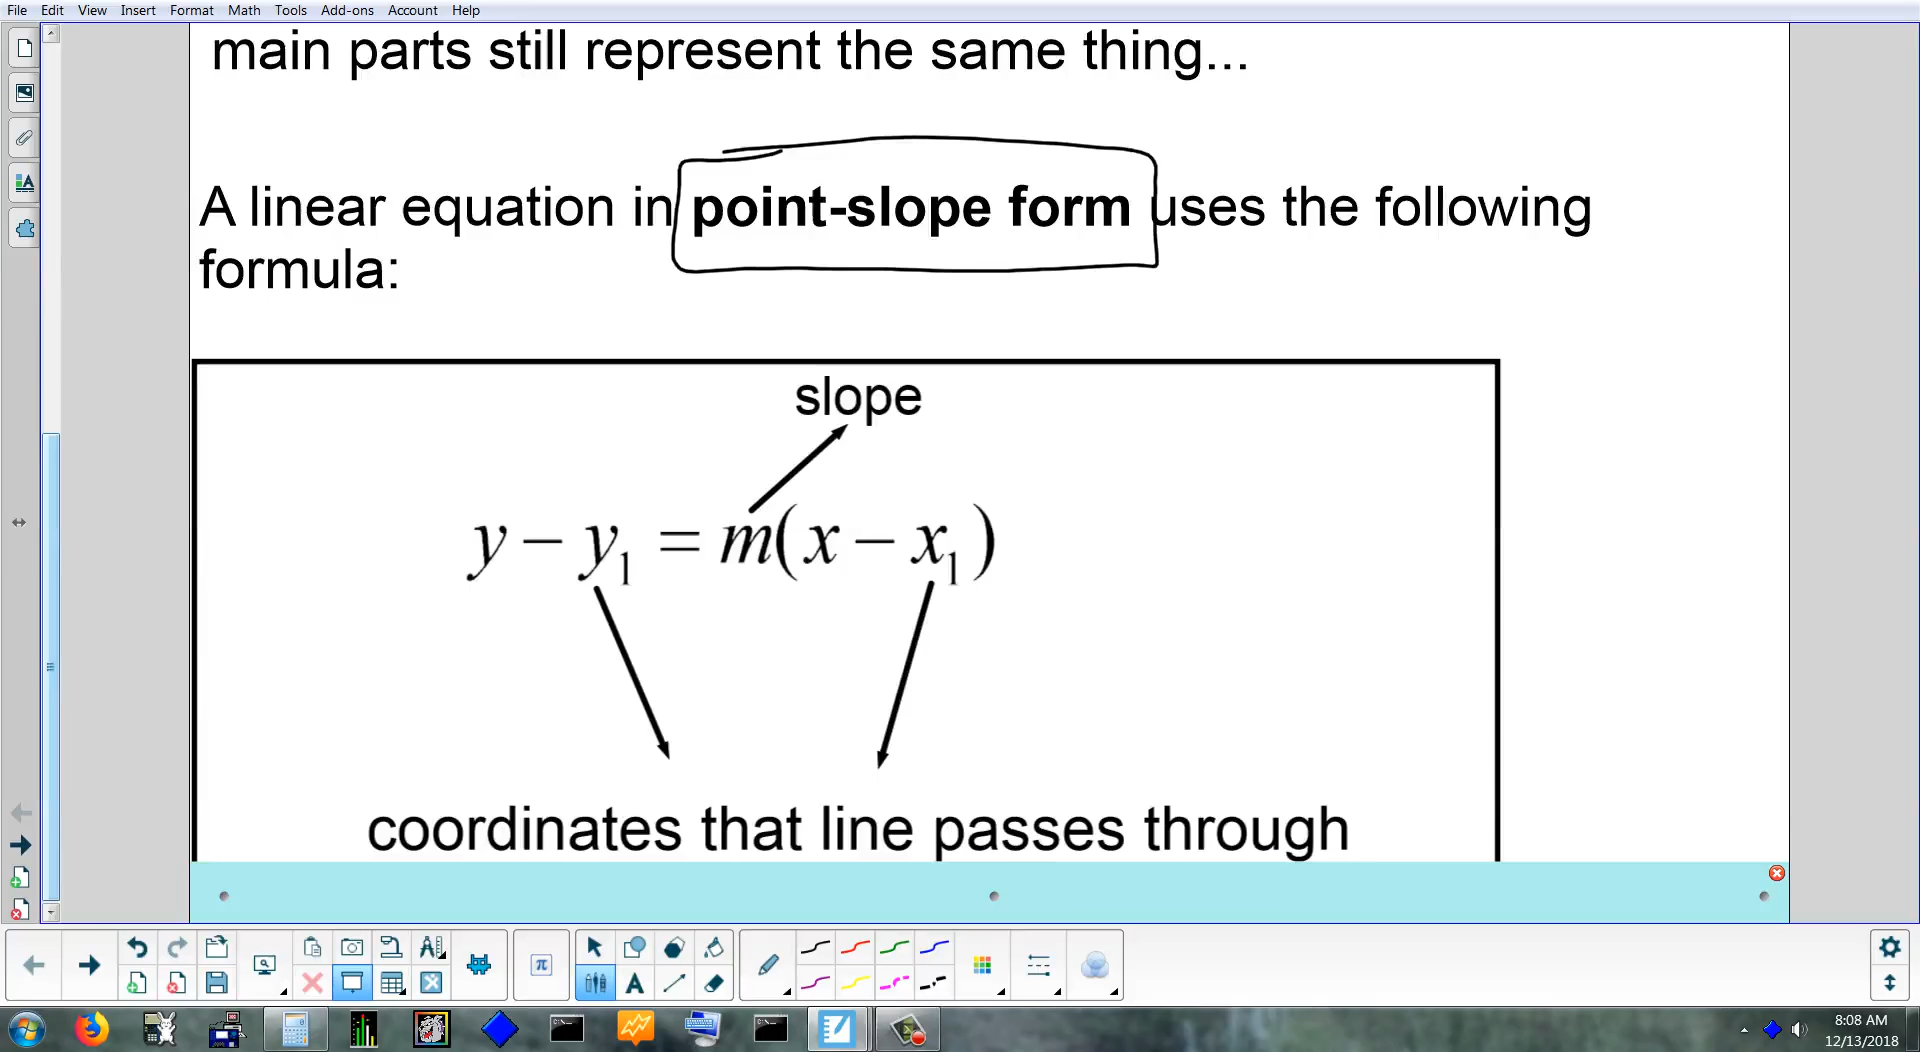 File Edit View Insert Format Math Tools Add-ons Account Help
main parts still represent the same thing...
A linear equation in point-slope form uses the following
formula:
slope
y − y₁ = m(x − x₁)
coordinates that line passes through
8:08 AM
12/13/2018